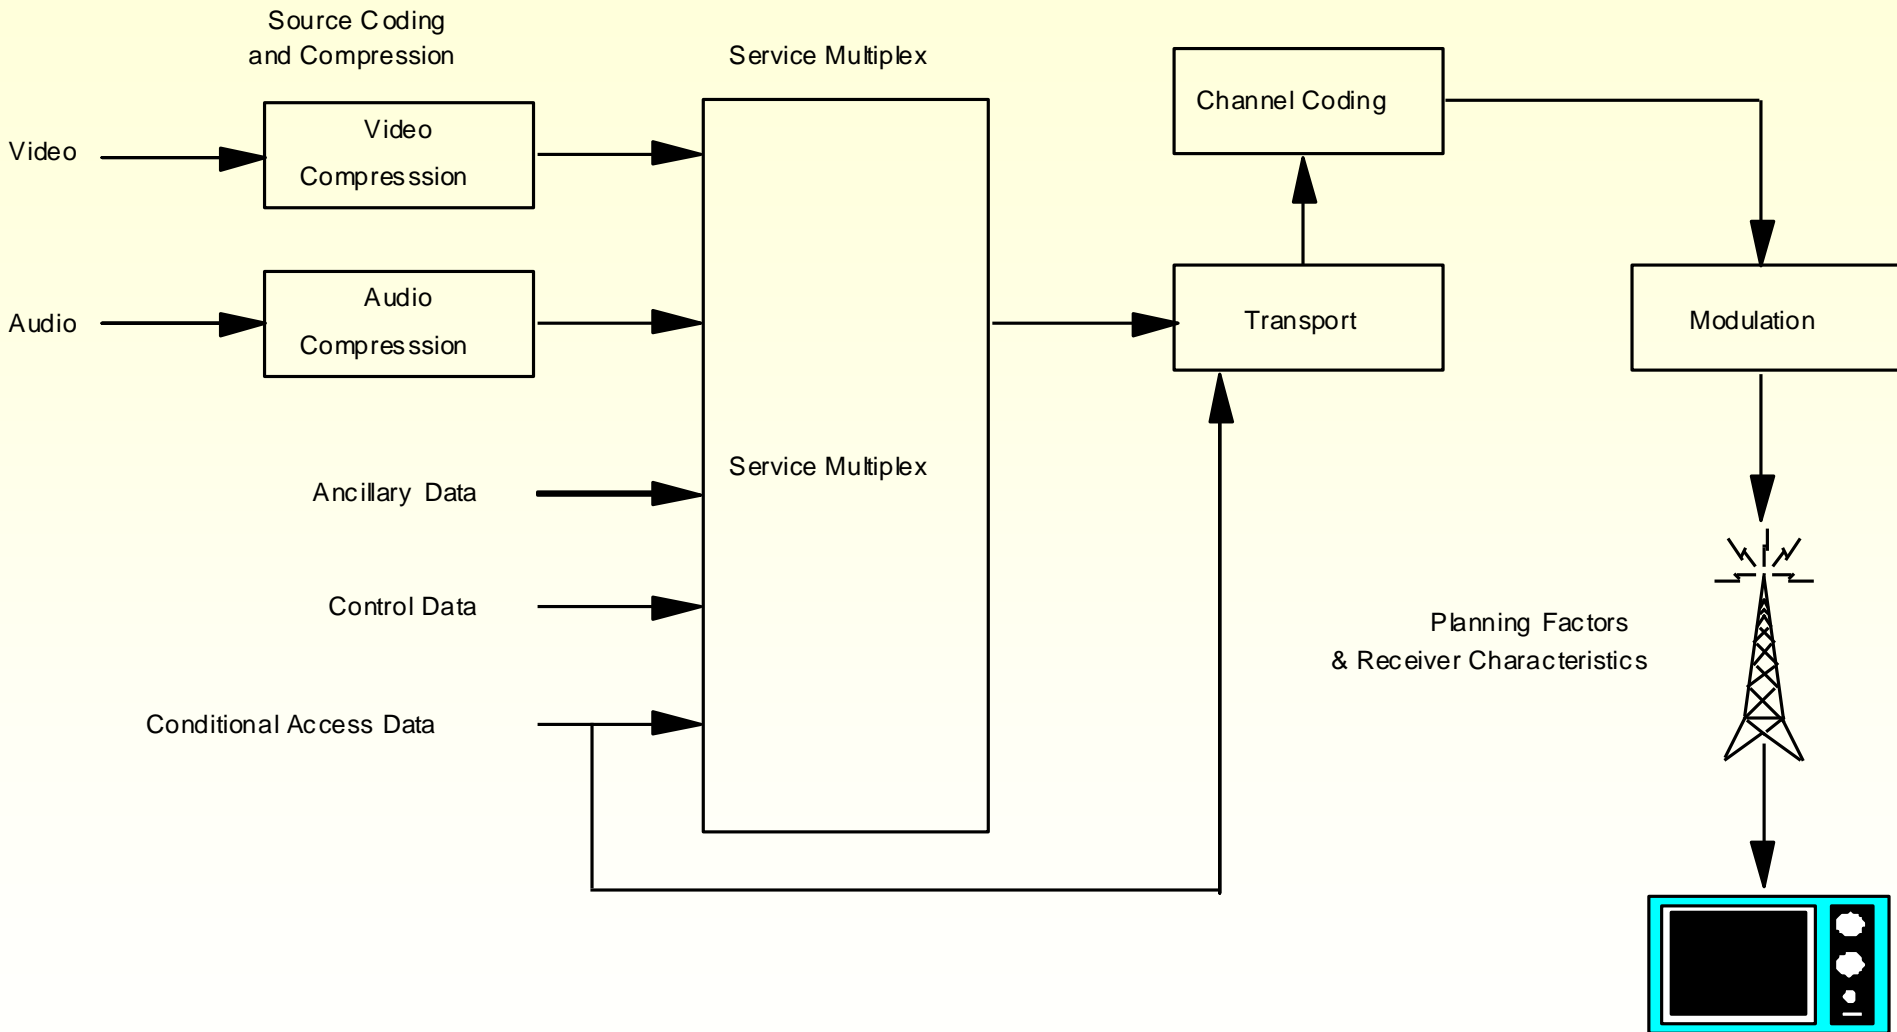 Source Coding
and Compression
Service Multiplex
Channel Coding
Video
Video
Compresssion
Audio
Audio
Compresssion
Transport
Modulation
Service Multiplex
Ancillary Data
Control Data
Planning Factors
& Receiver Characteristics
Conditional Access Data